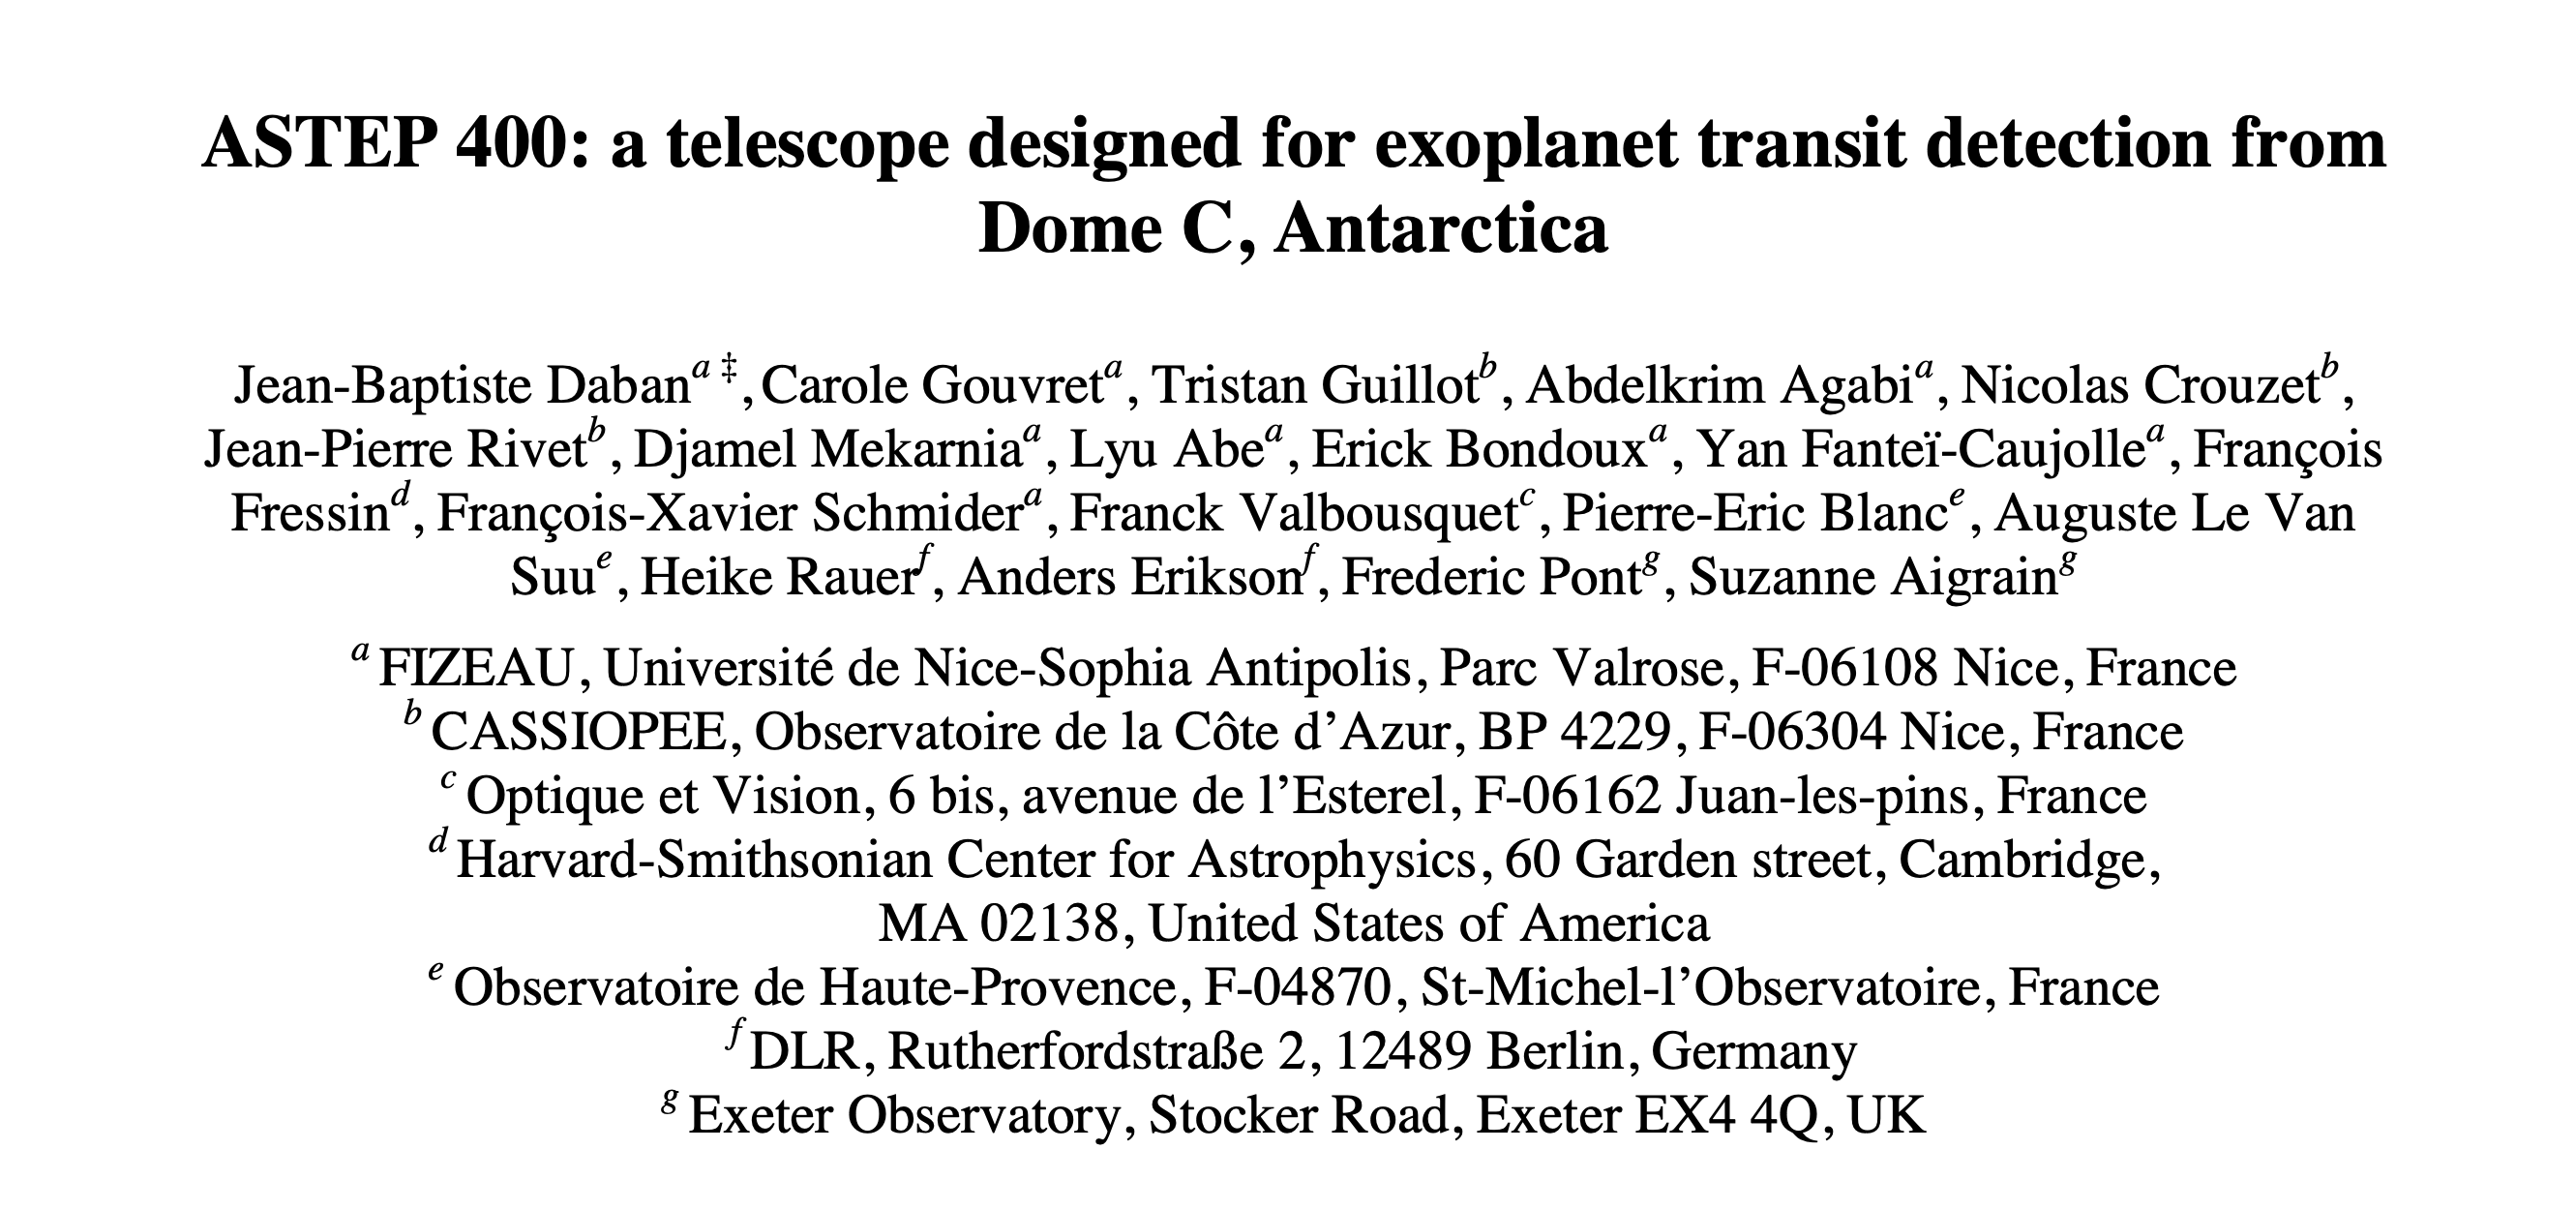 ASTEP 400: a telescope designed for exoplanet transit detection from
Dome C, Antarctica
Jean-Baptiste Daban^a ‡, Carole Gouvret^a, Tristan Guillot^b, Abdelkrim Agabi^a, Nicolas Crouzet^b,
Jean-Pierre Rivet^b, Djamel Mekarnia^a, Lyu Abe^a, Erick Bondoux^a, Yan Fanteï-Caujolle^a, François
Fressin^d, François-Xavier Schmider^a, Franck Valbousquet^c, Pierre-Eric Blanc^e, Auguste Le Van
Suu^e, Heike Rauer^f, Anders Erikson^f, Frederic Pont^g, Suzanne Aigrain^g
^a FIZEAU, Université de Nice-Sophia Antipolis, Parc Valrose, F-06108 Nice, France
^b CASSIOPEE, Observatoire de la Côte d’Azur, BP 4229, F-06304 Nice, France
^c Optique et Vision, 6 bis, avenue de l’Esterel, F-06162 Juan-les-pins, France
^d Harvard-Smithsonian Center for Astrophysics, 60 Garden street, Cambridge,
MA 02138, United States of America
^e Observatoire de Haute-Provence, F-04870, St-Michel-l’Observatoire, France
^f DLR, Rutherfordstraße 2, 12489 Berlin, Germany
^g Exeter Observatory, Stocker Road, Exeter EX4 4Q, UK